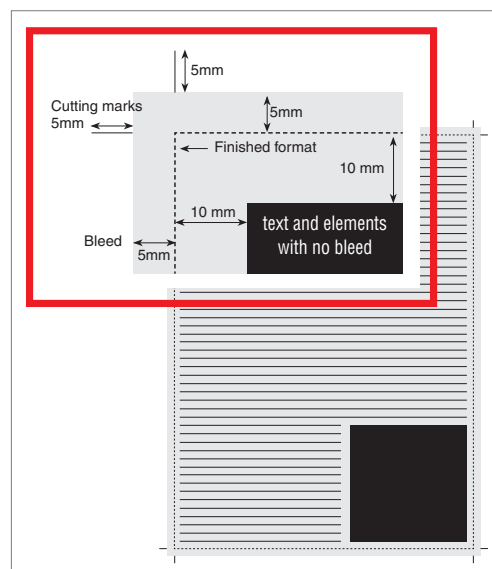 5mm
Cutting marks
5mm
5mm
Finished format
10 mm
10 mm
text and elements
with no bleed
Bleed
5mm